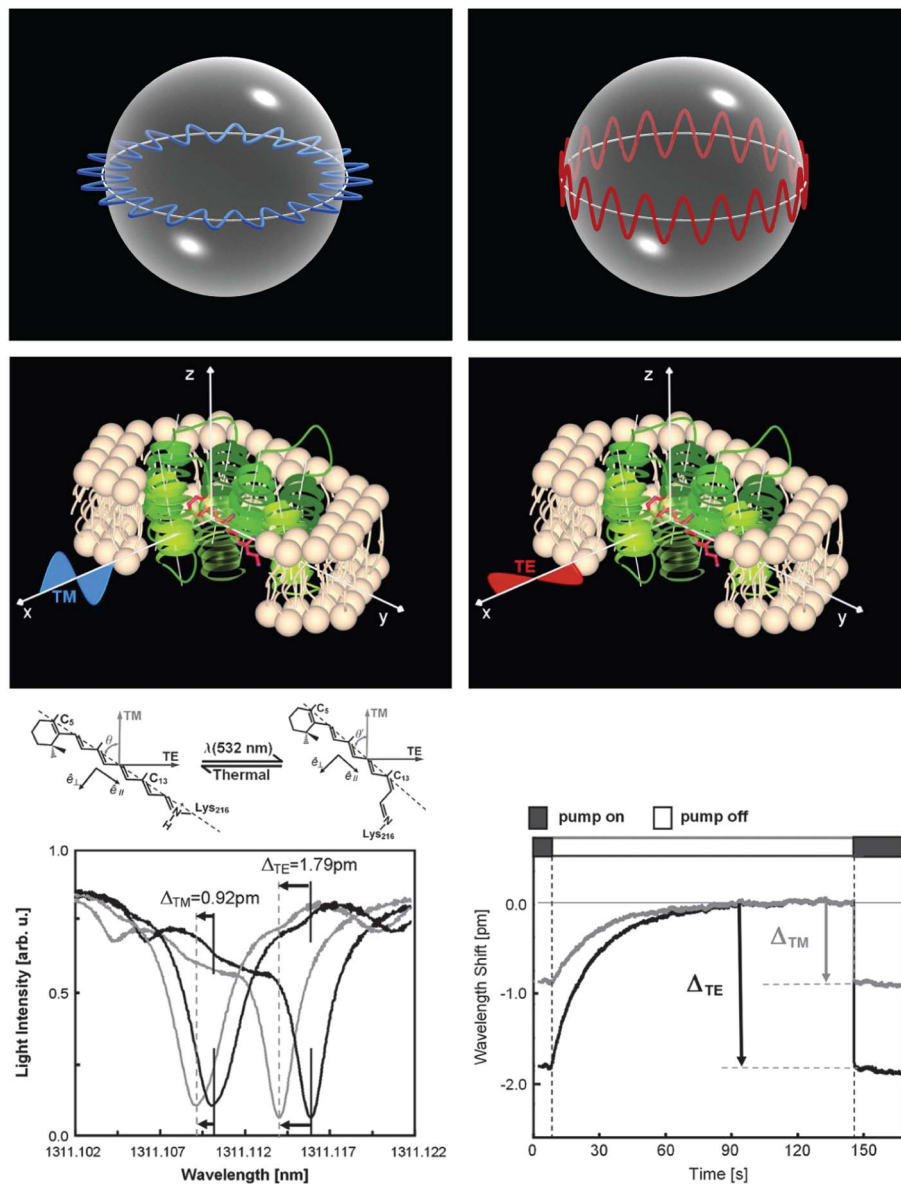 z
TM
x
y
z
TE
x
y
C5
TM
θ
TE
ê⊥
ê//
C13
Lys216
N
H
λ(532 nm)
Thermal
C5
TM
θ'
TE
ê⊥
ê//
C13
N
Lys216
ΔTE=1.79pm
ΔTM=0.92pm
1.0
0.5
0.0
Light Intensity [arb. u.]
1311.102
1311.107
1311.112
1311.117
1311.122
Wavelength [nm]
pump on
pump off
0.0
-1.0
-2.0
Wavelength Shift [pm]
ΔTM
ΔTE
0
30
60
90
120
150
Time [s]